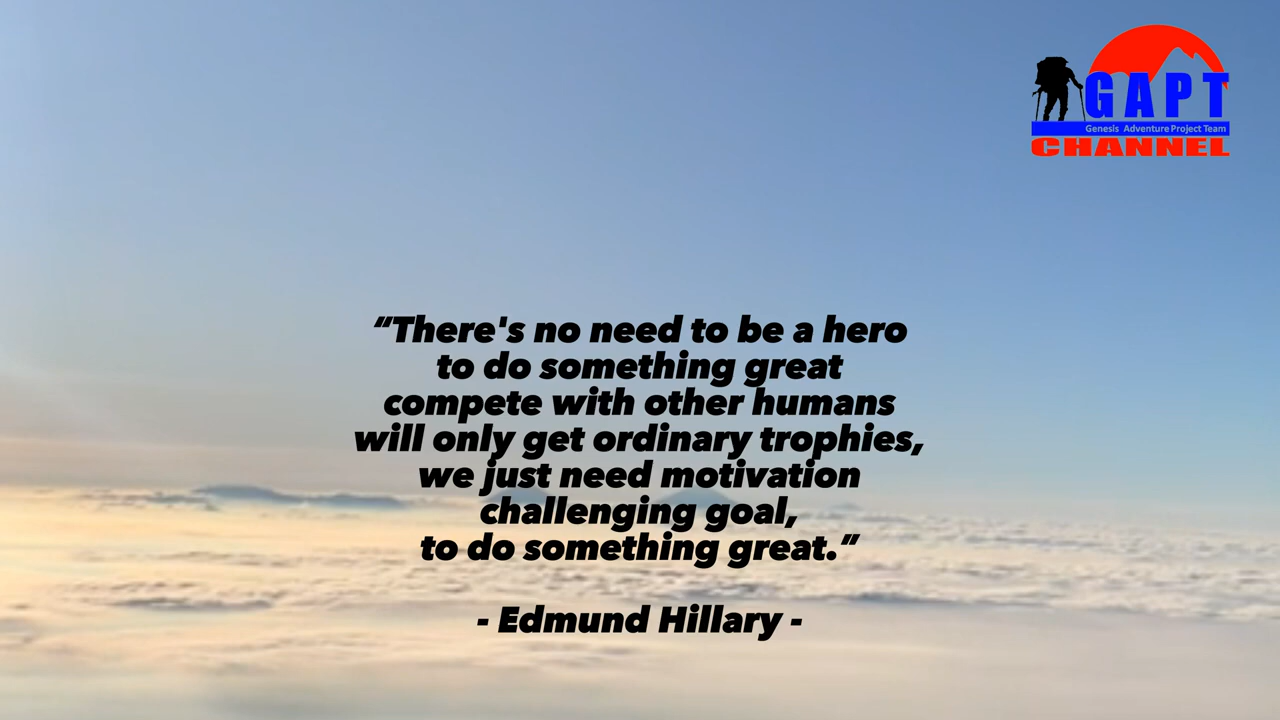 GAPT
Genesis Adventure Project Team
CHANNEL
“There's no need to be a hero
to do something great
compete with other humans
will only get ordinary trophies,
we just need motivation
challenging goal,
to do something great.”
- Edmund Hillary -